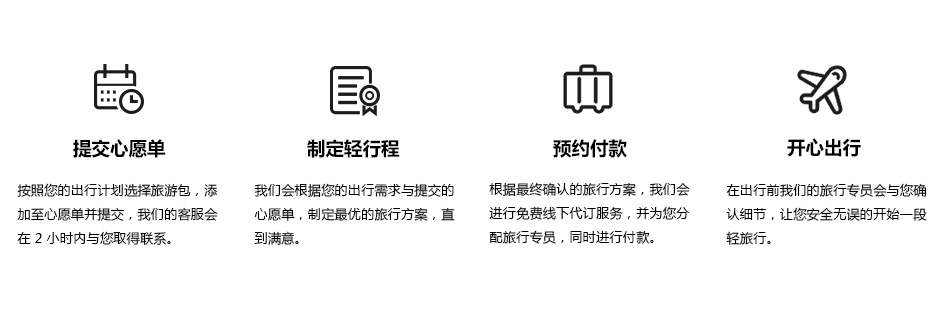 提交心愿单
按照您的出行计划选择旅游包，添
加至心愿单并提交，我们的客服会
在 2 小时内与您取得联系。
制定轻行程
我们会根据您的出行需求与提交的
心愿单，制定最优的旅行方案，直
到满意。
预约付款
根据最终确认的旅行方案，我们会
进行免费线下代订服务，并为您分
配旅行专员，同时进行付款。
开心出行
在出行前我们的旅行专员会与您确
认细节，让您安全无误的开始一段
轻旅行。